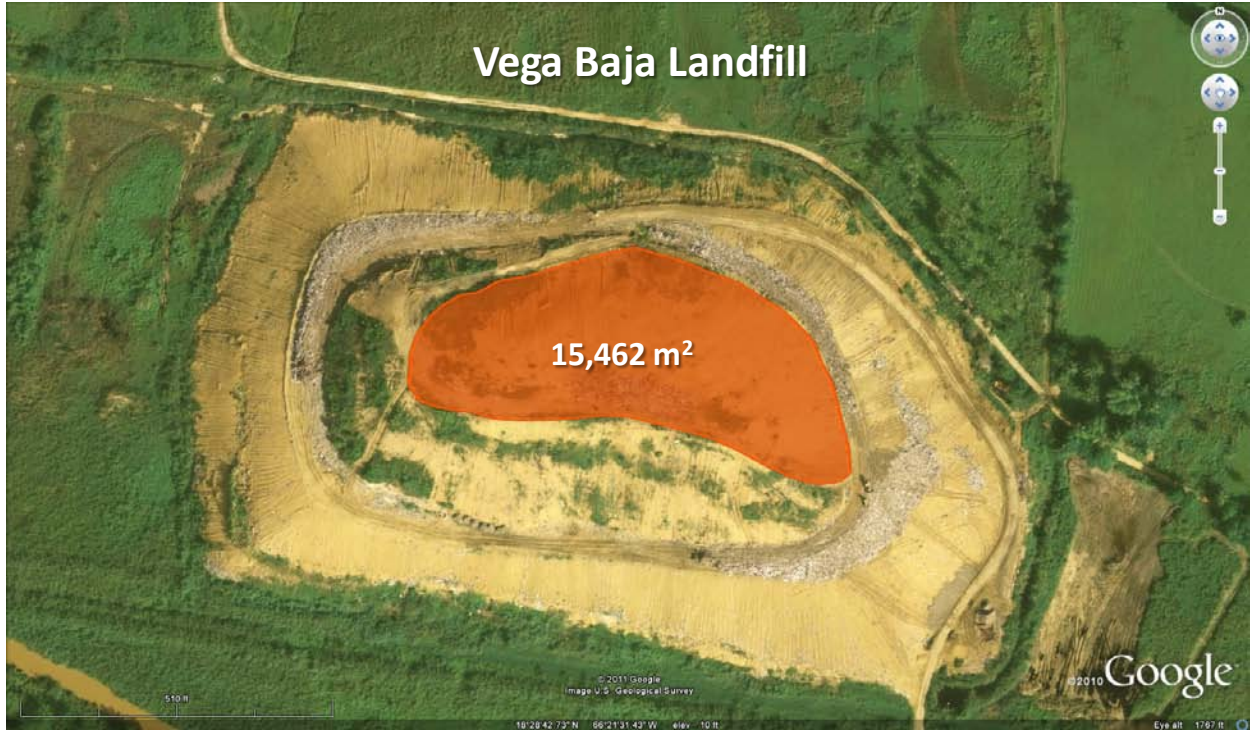 N
Vega Baja Landfill
15,462 m²
510 ft
© 2011 Google
Image U.S. Geological Survey
©2010 Google
18°28'42.73" N 66°21'31.43" W elev 10 ft
Eye alt 1767 ft